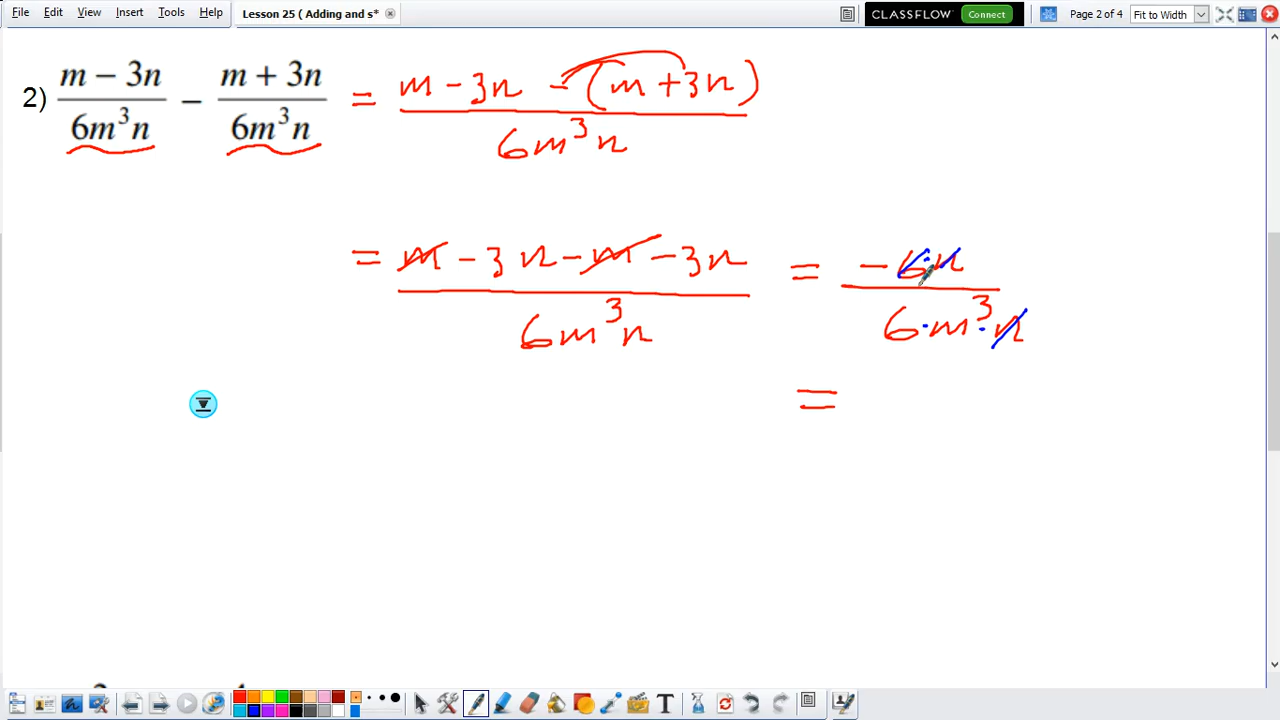 File Edit View Insert Tools Help Lesson 25 ( Adding and s* CLASSFLOW Connect Page 2 of 4 Fit to Width
2) (m − 3n)/(6m³n) − (m + 3n)/(6m³n) = (m − 3n − (m + 3n))/(6m³n)
= (m − 3n − m − 3n)/(6m³n) = (−6·n)/(6·m³·n)
=
T